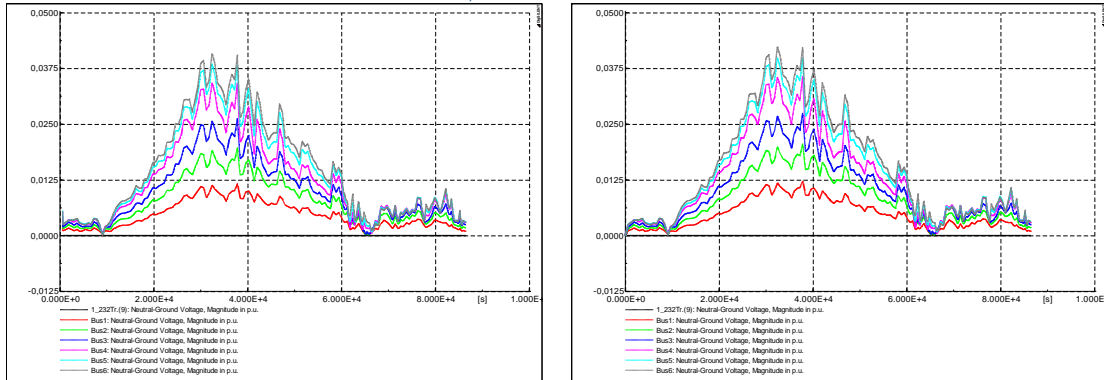 0,0500
0,0375
0,0250
0,0125
0,0000
-0,0125
0.000E+0 2.000E+4 4.000E+4 6.000E+4 8.000E+4 [s] 1.000E+
1_232Tr.(9): Neutral-Ground Voltage, Magnitude in p.u.
Bus1: Neutral-Ground Voltage, Magnitude in p.u.
Bus2: Neutral-Ground Voltage, Magnitude in p.u.
Bus3: Neutral-Ground Voltage, Magnitude in p.u.
Bus4: Neutral-Ground Voltage, Magnitude in p.u.
Bus5: Neutral-Ground Voltage, Magnitude in p.u.
Bus6: Neutral-Ground Voltage, Magnitude in p.u.
0,0500
0,0375
0,0250
0,0125
0,0000
-0,0125
0.000E+0 2.000E+4 4.000E+4 6.000E+4 8.000E+4 [s] 1.000E+
1_232Tr.(9): Neutral-Ground Voltage, Magnitude in p.u.
Bus1: Neutral-Ground Voltage, Magnitude in p.u.
Bus2: Neutral-Ground Voltage, Magnitude in p.u.
Bus3: Neutral-Ground Voltage, Magnitude in p.u.
Bus4: Neutral-Ground Voltage, Magnitude in p.u.
Bus5: Neutral-Ground Voltage, Magnitude in p.u.
Bus6: Neutral-Ground Voltage, Magnitude in p.u.